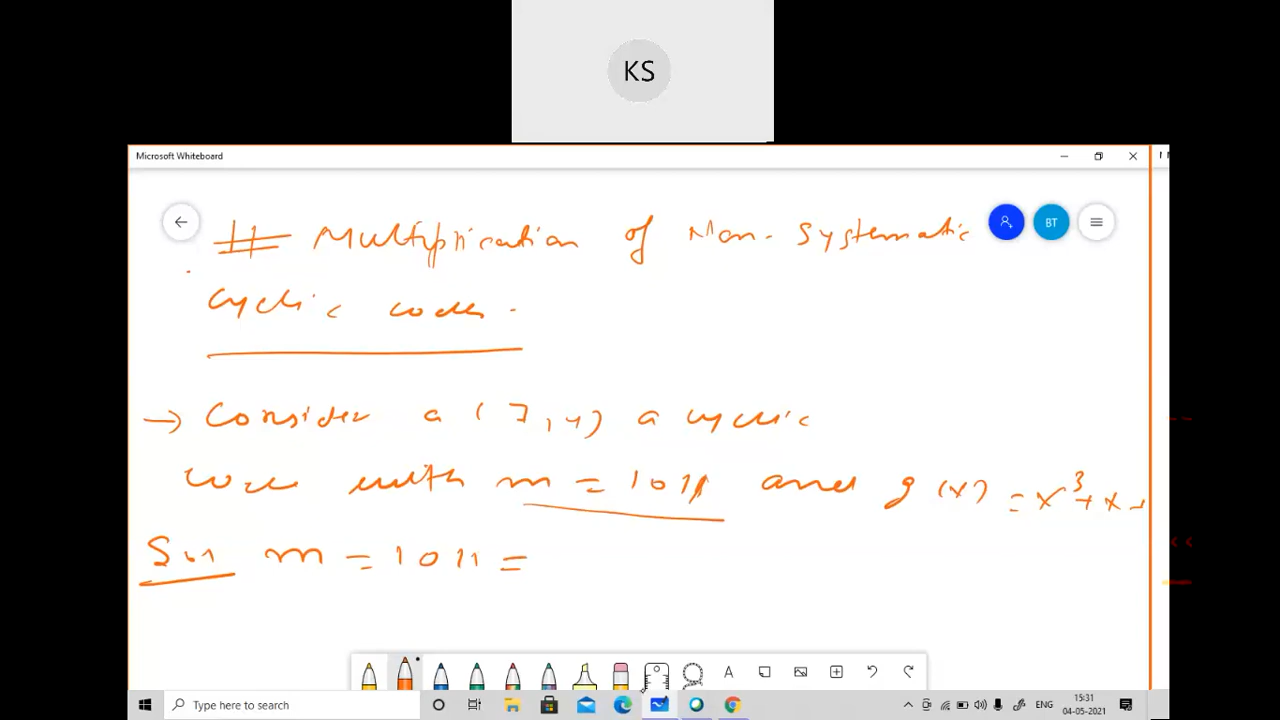 KS
Microsoft Whiteboard
# Multiplication of Non-Systematic
BT
cyclic codes.
→ Consider a (7,4) a cyclic
code with m = 1011 and g(x) = x³+x+
Sol m = 1011 =
A
Type here to search
ENG
15:31
04-05-2021